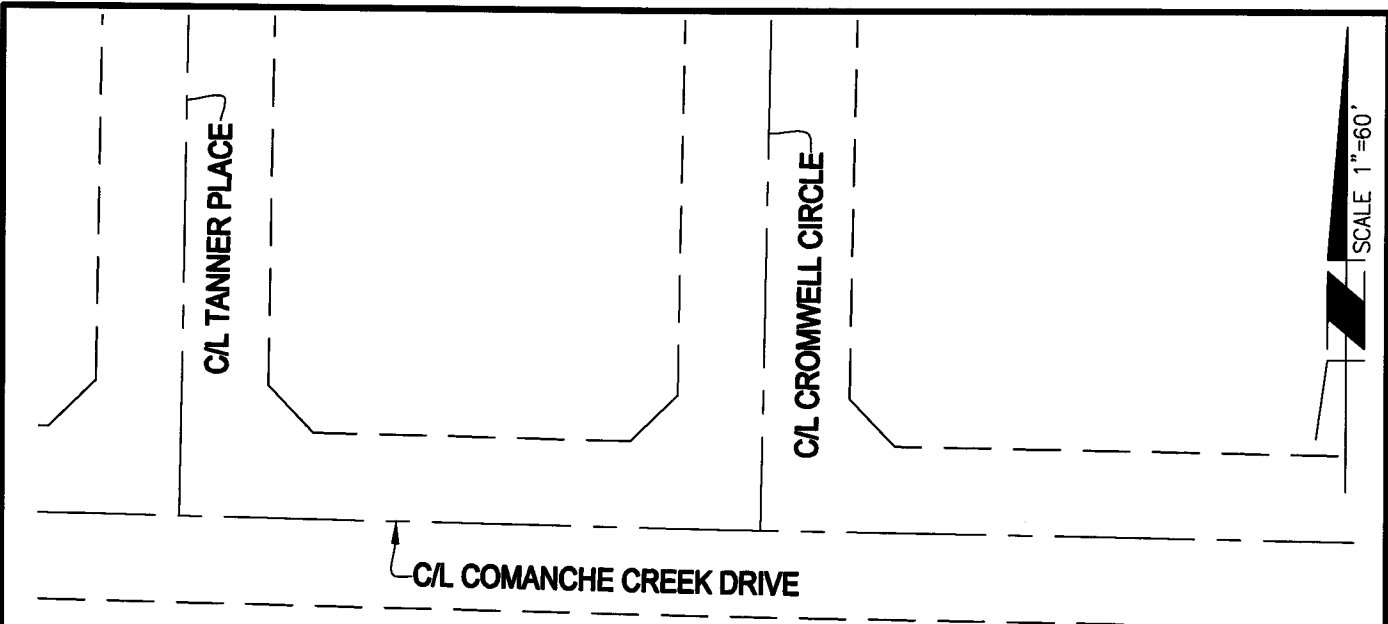 C/L TANNER PLACE
C/L CROMWELL CIRCLE
SCALE 1"=60'
C/L COMANCHE CREEK DRIVE